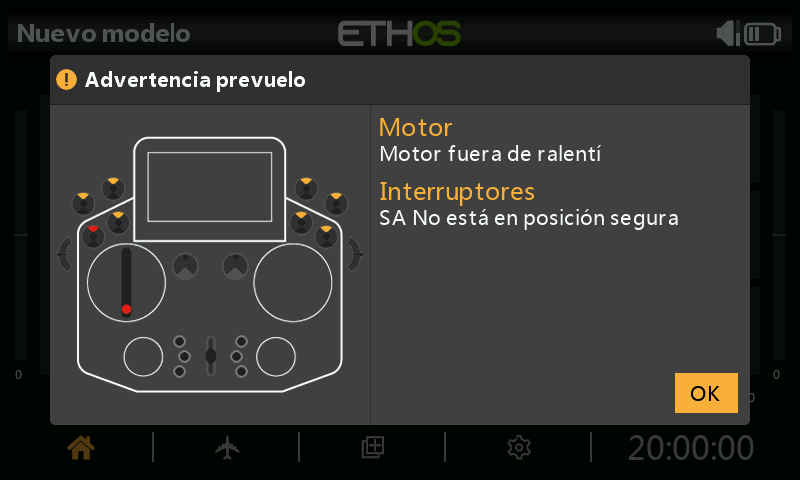 Nuevo modelo
ETHOS
Advertencia prevuelo
Motor
Motor fuera de ralentí
Interruptores
SA No está en posición segura
0
0
0
OK
20:00:00